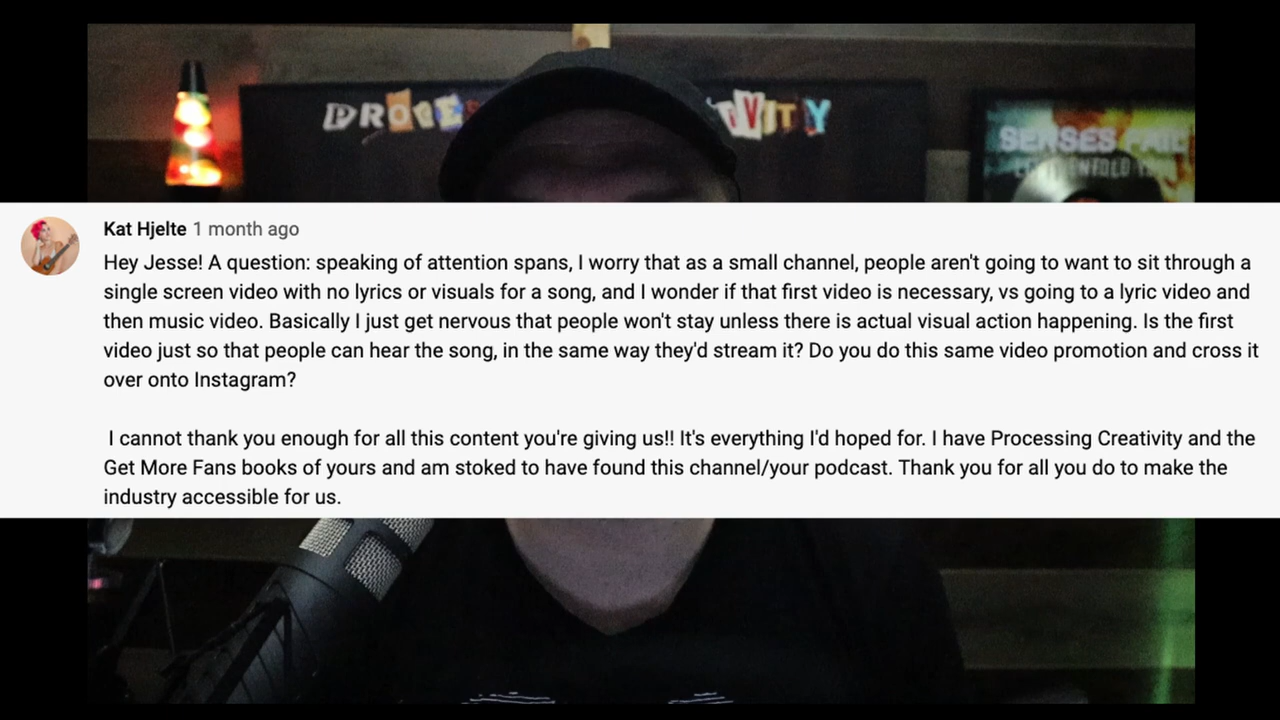 PROCES
IVITY
SENSES FAIL
Kat Hjelte 1 month ago
Hey Jesse! A question: speaking of attention spans, I worry that as a small channel, people aren't going to want to sit through a
single screen video with no lyrics or visuals for a song, and I wonder if that first video is necessary, vs going to a lyric video and
then music video. Basically I just get nervous that people won't stay unless there is actual visual action happening. Is the first
video just so that people can hear the song, in the same way they'd stream it? Do you do this same video promotion and cross it
over onto Instagram?
I cannot thank you enough for all this content you're giving us!! It's everything I'd hoped for. I have Processing Creativity and the
Get More Fans books of yours and am stoked to have found this channel/your podcast. Thank you for all you do to make the
industry accessible for us.